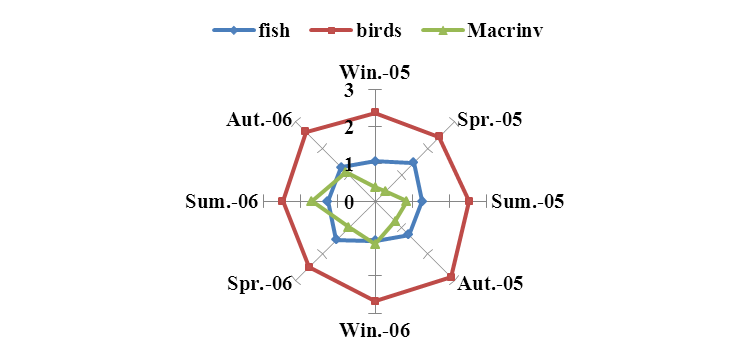 fish birds Macrinv
Win.-05
3
Aut.-06 2 Spr.-05
1
Sum.-06 0 Sum.-05
Spr.-06 Aut.-05
Win.-06